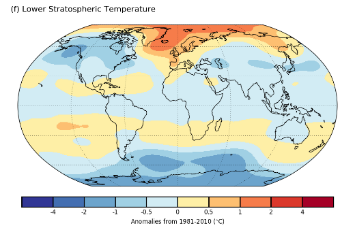 (f) Lower Stratospheric Temperature
-4 -2 -1 -0.5 0 0.5 1 2 4
Anomalies from 1981-2010 (°C)